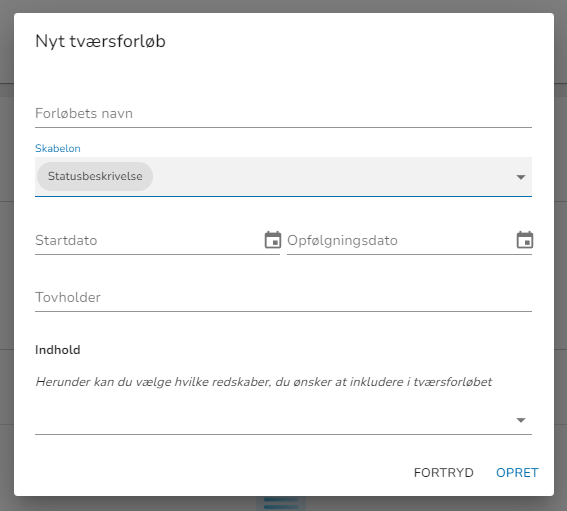 Nyt tværsforløb
Forløbets navn
Skabelon
Statusbeskrivelse
Startdato
Opfølgningsdato
Tovholder
Indhold
Herunder kan du vælge hvilke redskaber, du ønsker at inkludere i tværsforløbet
FORTRYD OPRET